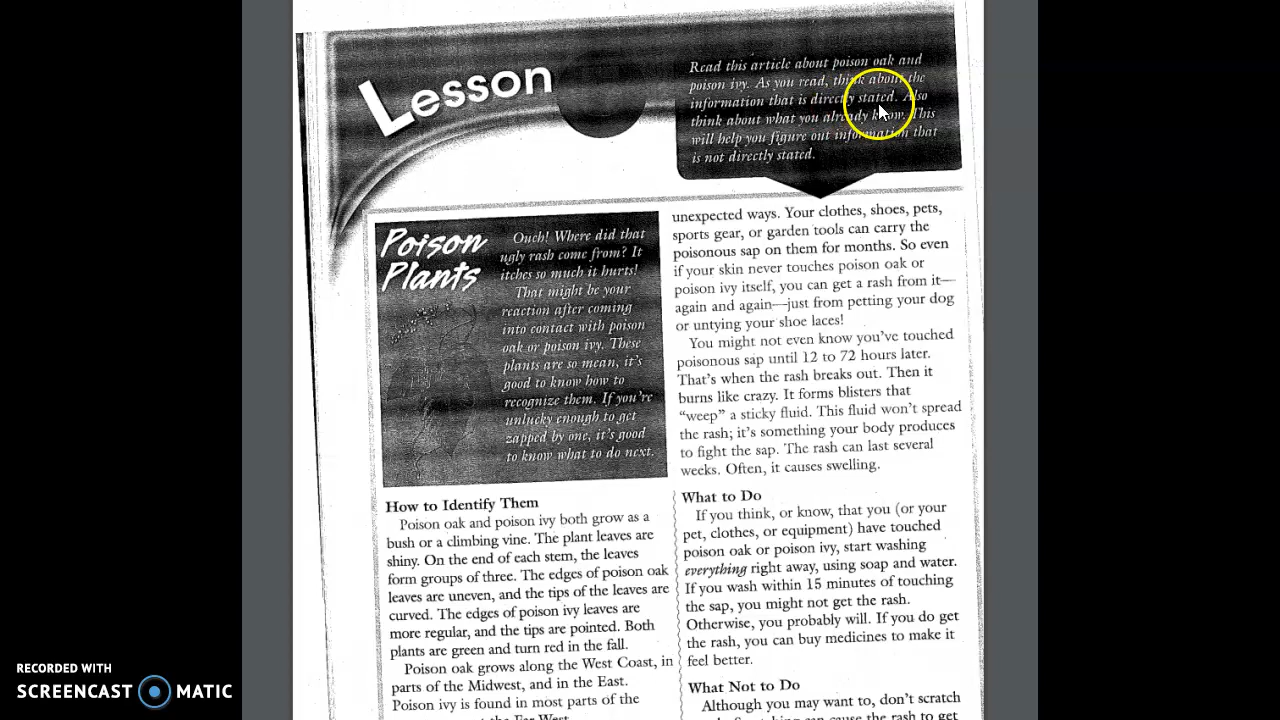 Lesson
Read this article about poison oak and
poison ivy. As you read, think about the
information that is directly stated. Also
think about what you already know. This
will help you figure out information that
is not directly stated.
Poison
Plants
Ouch! Where did that
ugly rash come from? It
itches so much it hurts!
That might be your
reaction after coming
into contact with poison
oak or poison ivy. These
plants are so mean, it's
good to know how to
recognize them. If you're
unlucky enough to get
zapped by one, it's good
to know what to do next.
How to Identify Them
Poison oak and poison ivy both grow as a
bush or a climbing vine. The plant leaves are
shiny. On the end of each stem, the leaves
form groups of three. The edges of poison oak
leaves are uneven, and the tips of the leaves are
curved. The edges of poison ivy leaves are
more regular, and the tips are pointed. Both
plants are green and turn red in the fall.
Poison oak grows along the West Coast, in
parts of the Midwest, and in the East.
Poison ivy is found in most parts of the
the Far West.
unexpected ways. Your clothes, shoes, pets,
sports gear, or garden tools can carry the
poisonous sap on them for months. So even
if your skin never touches poison oak or
poison ivy itself, you can get a rash from it—
again and again—just from petting your dog
or untying your shoe laces!
You might not even know you've touched
poisonous sap until 12 to 72 hours later.
That's when the rash breaks out. Then it
burns like crazy. It forms blisters that
"weep" a sticky fluid. This fluid won't spread
the rash; it's something your body produces
to fight the sap. The rash can last several
weeks. Often, it causes swelling.
What to Do
If you think, or know, that you (or your
pet, clothes, or equipment) have touched
poison oak or poison ivy, start washing
everything right away, using soap and water.
If you wash within 15 minutes of touching
the sap, you might not get the rash.
Otherwise, you probably will. If you do get
the rash, you can buy medicines to make it
feel better.
What Not to Do
Although you may want to, don't scratch
can cause the rash to get
RECORDED WITH
SCREENCAST MATIC